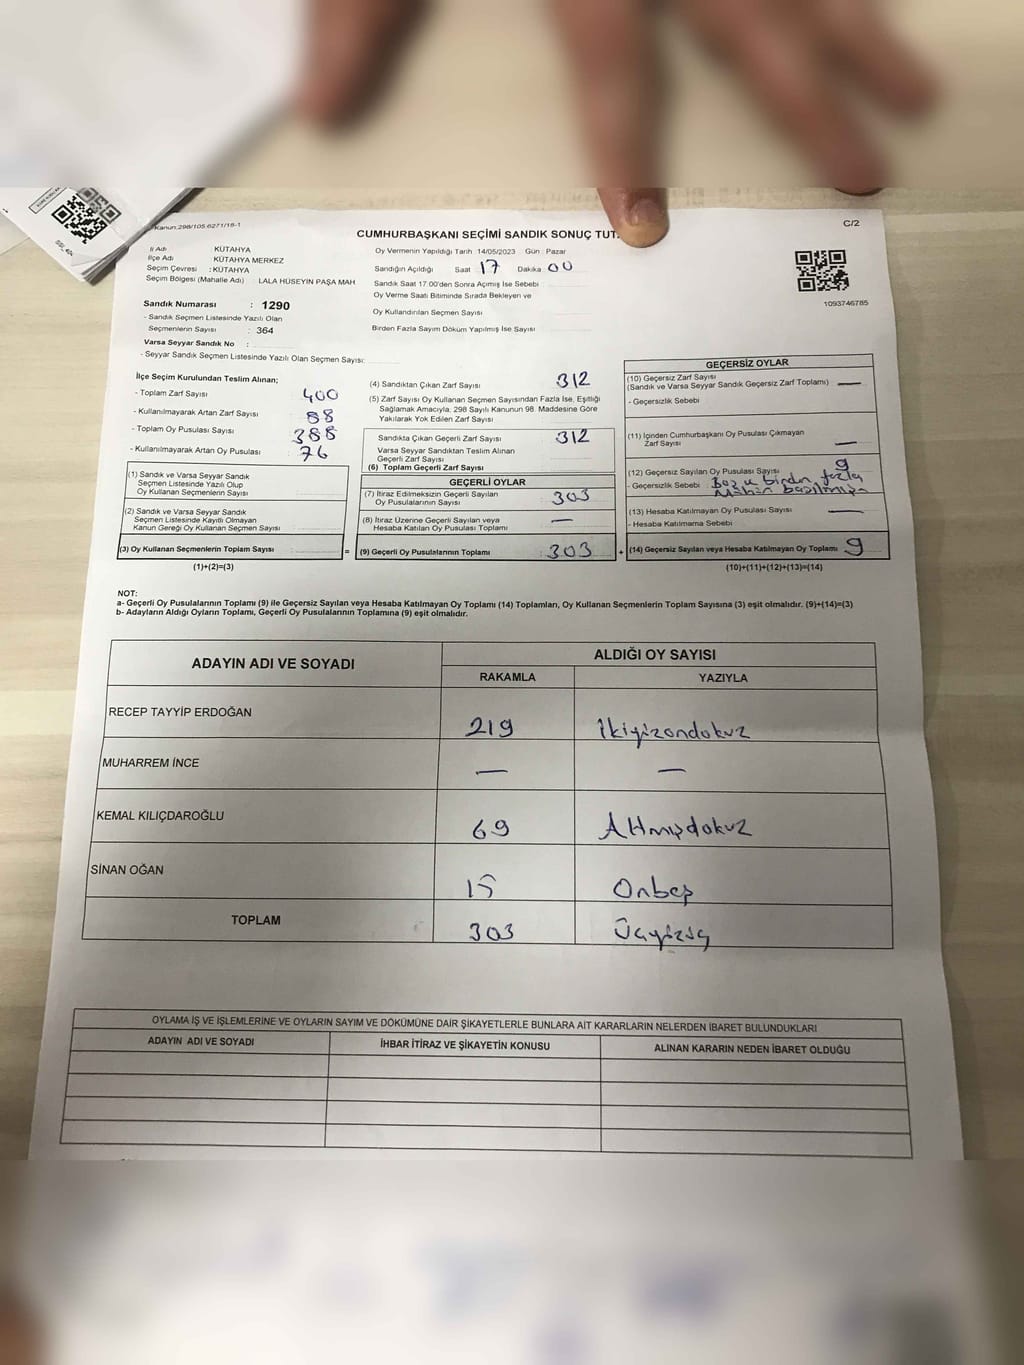 Kanun:298/105.6271/18-1
C/2
CUMHURBAŞKANI SEÇİMİ SANDIK SONUÇ TUT
İl Adı KÜTAHYA
İlçe Adı KÜTAHYA MERKEZ
Seçim Çevresi : KÜTAHYA
Seçim Bölgesi (Mahalle Adı) : LALA HÜSEYİN PAŞA MAH
Sandık Numarası : 1290
- Sandık Seçmen Listesinde Yazılı Olan
Seçmenlerin Sayısı : 364
Varsa Seyyar Sandık No :
- Seyyar Sandık Seçmen Listesinde Yazılı Olan Seçmen Sayısı:
Oy Vermenin Yapıldığı Tarih 14/05/2023 Gün : Pazar
Sandığın Açıldığı Saat 17 Dakika 00
Sandık Saat 17.00'den Sonra Açımış İse Sebebi
Oy Verme Saati Bitiminde Sırada Bekleyen ve
Oy Kullandırılan Seçmen Sayısı
Birden Fazla Sayım Döküm Yapılmış İse Sayısı
1093746785
İlçe Seçim Kurulundan Teslim Alınan;
- Toplam Zarf Sayısı 400
- Kullanılmayarak Artan Zarf Sayısı 88
- Toplam Oy Pusulası Sayısı 388
- Kullanılmayarak Artan Oy Pusulası 76
(1) Sandık ve Varsa Seyyar Sandık
Seçmen Listesinde Yazılı Olup
Oy Kullanan Seçmenlerin Sayısı
(2) Sandık ve Varsa Seyyar Sandık
Seçmen Listesinde Kayıtlı Olmayan
Kanun Gereği Oy Kullanan Seçmen Sayısı
(3) Oy Kullanan Seçmenlerin Toplam Sayısı =
(1)+(2)=(3)
(4) Sandıktan Çıkan Zarf Sayısı 312
(5) Zarf Sayısı Oy Kullanan Seçmen Sayısından Fazla İse, Eşitliği
Sağlamak Amacıyla, 298 Sayılı Kanunun 98. Maddesine Göre
Yakılarak Yok Edilen Zarf Sayısı
Sandıkta Çıkan Geçerli Zarf Sayısı 312
Varsa Seyyar Sandıktan Teslim Alınan
Geçerli Zarf Sayısı
(6) Toplam Geçerli Zarf Sayısı
GEÇERLİ OYLAR
(7) İtiraz Edilmeksizin Geçerli Sayılan
Oy Pusulalarının Sayısı 303
(8) İtiraz Üzerine Geçerli Sayılan veya
Hesaba Katılan Oy Pusulası Toplamı —
(9) Geçerli Oy Pusulalarının Toplamı : 303 +
GEÇERSİZ OYLAR
(10) Geçersiz Zarf Sayısı
(Sandık ve Varsa Seyyar Sandık Geçersiz Zarf Toplamı) —
- Geçersizlik Sebebi
(11) İçinden Cumhurbaşkanı Oy Pusulası Çıkmayan
Zarf Sayısı —
(12) Geçersiz Sayılan Oy Pusulası Sayısı 9
- Geçersizlik Sebebi : birden fazla
Mühür basılmış
(13) Hesaba Katılmayan Oy Pusulası Sayısı —
- Hesaba Katılmama Sebebi
(14) Geçersiz Sayılan veya Hesaba Katılmayan Oy Toplamı 9
(10)+(11)+(12)+(13)=(14)
NOT:
a- Geçerli Oy Pusulalarının Toplamı (9) ile Geçersiz Sayılan veya Hesaba Katılmayan Oy Toplamı (14) Toplamları, Oy Kullanan Seçmenlerin Toplam Sayısına (3) eşit olmalıdır. (9)+(14)=(3)
b- Adayların Aldığı Oyların Toplamı, Geçerli Oy Pusulalarının Toplamına (9) eşit olmalıdır.
ADAYIN ADI VE SOYADI ALDIĞI OY SAYISI
RAKAMLA YAZIYLA
RECEP TAYYİP ERDOĞAN 219 İkiyüzondokuz
MUHARREM İNCE — —
KEMAL KILIÇDAROĞLU 69 Altmışdokuz
SİNAN OĞAN 15 Onbeş
TOPLAM 303 Üçyüzüç
OYLAMA İŞ VE İŞLEMLERİNE VE OYLARIN SAYIM VE DÖKÜMÜNE DAİR ŞİKAYETLERLE BUNLARA AİT KARARLARIN NELERDEN İBARET BULUNDUKLARI
ADAYIN ADI VE SOYADI İHBAR İTİRAZ VE ŞİKAYETİN KONUSU ALINAN KARARIN NEDEN İBARET OLDUĞU